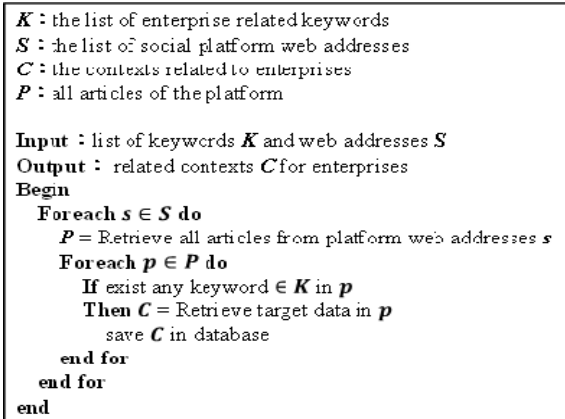 K：the list of enterprise related keywords
S：the list of social platform web addresses
C：the contexts related to enterprises
P：all articles of the platform
Input：list of keywords K and web addresses S
Output： related contexts C for enterprises
Begin
Foreach s ∈ S do
P = Retrieve all articles from platform web addresses s
Foreach p ∈ P do
If exist any keyword ∈ K in p
Then C = Retrieve target data in p
save C in database
end for
end for
end